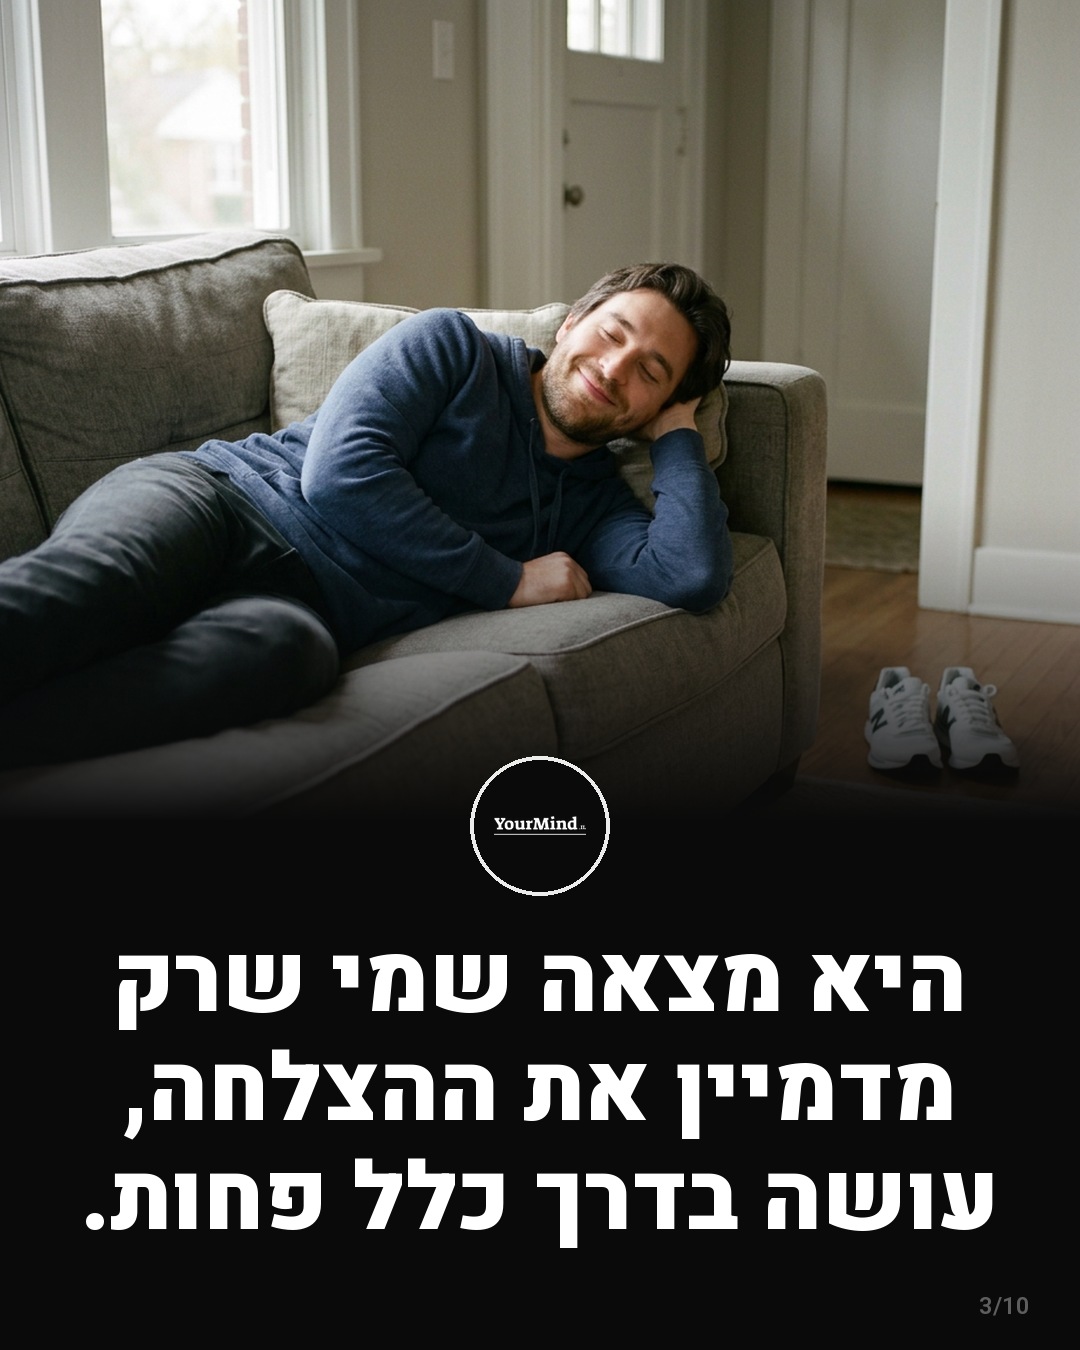 YourMind
היא מצאה שמי שרק
מדמיין את ההצלחה,
עושה בדרך כלל פחות.
3/10